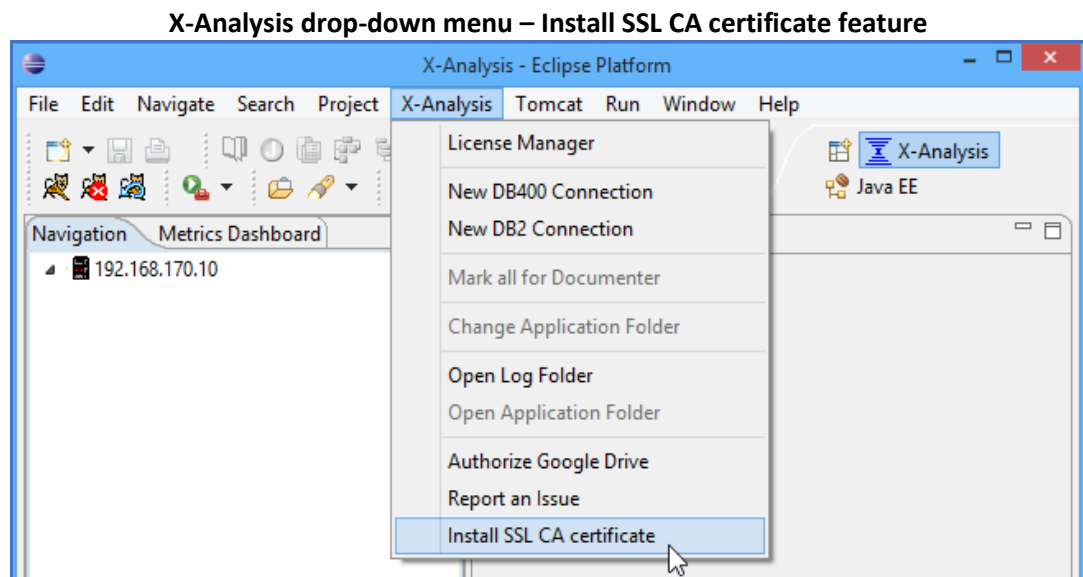 X-Analysis drop-down menu – Install SSL CA certificate feature
X-Analysis - Eclipse Platform
File Edit Navigate Search Project X-Analysis Tomcat Run Window Help
License Manager
X-Analysis
New DB400 Connection
Java EE
New DB2 Connection
Navigation Metrics Dashboard
192.168.170.10
Mark all for Documenter
Change Application Folder
Open Log Folder
Open Application Folder
Authorize Google Drive
Report an Issue
Install SSL CA certificate